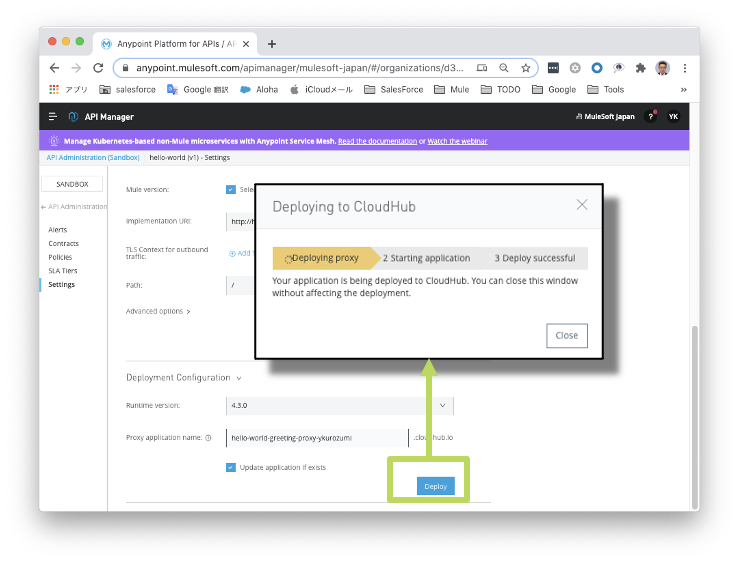 Anypoint Platform for APIs / AP
anypoint.mulesoft.com/apimanager/mulesoft-japan/#/organizations/d3...
アプリ salesforce Google 翻訳 Aloha iCloudメール SalesForce Mule TODO Google Tools »
API Manager MuleSoft Japan ? YK
Manage Kubernetes-based non-Mule microservices with Anypoint Service Mesh. Read the documentation or Watch the webinar
API Administration (Sandbox) hello-world (v1) - Settings
SANDBOX
← API Administration
Alerts
Contracts
Policies
SLA Tiers
Settings
Mule version:
Implementation URI:
TLS Context for outbound
traffic:
Path: /
Advanced options >
Deploying to CloudHub
Deploying proxy 2 Starting application 3 Deploy successful
Your application is being deployed to CloudHub. You can close this window
without affecting the deployment.
Close
Deployment Configuration
Runtime version: 4.3.0
Proxy application name: hello-world-greeting-proxy-ykurozumi
Update application if exists
Deploy